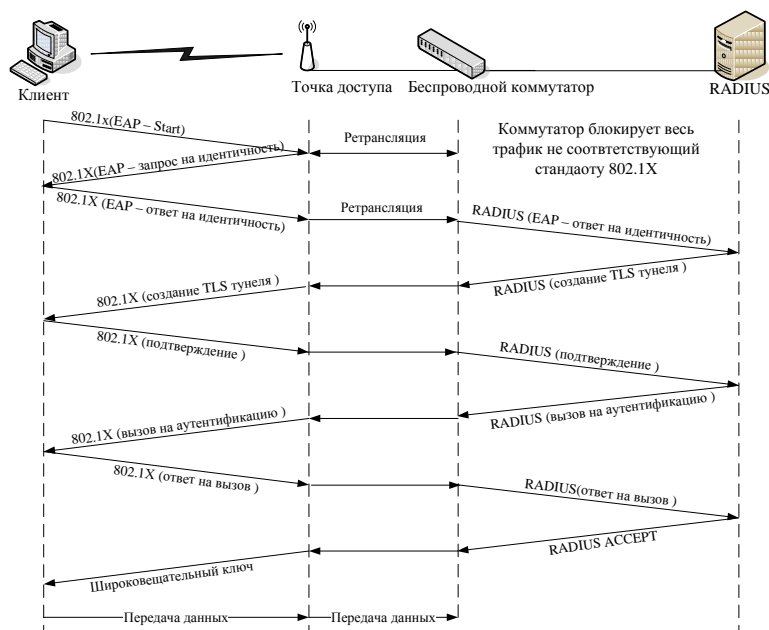 Клиент
Точка доступа
Беспроводной коммутатор
RADIUS
802.1x(EAP – Start)
Ретрансляция
Коммутатор блокирует весь
трафик не соответтствующий
стандаоту 802.1X
802.1X(EAP – запрос на идентичность)
802.1X (EAP – ответ на идентичность)
Ретрансляция
RADIUS (EAP – ответ на идентичность)
802.1X (создание TLS тунеля )
RADIUS (создание TLS тунеля )
802.1X (подтверждение )
RADIUS (подтверждение )
802.1X (вызов на аутентификацию )
RADIUS (вызов на аутентификацию )
802.1X (ответ на вызов )
RADIUS(ответ на вызов )
RADIUS ACCEPT
Широковещательный ключ
Передача данных
Передача данных